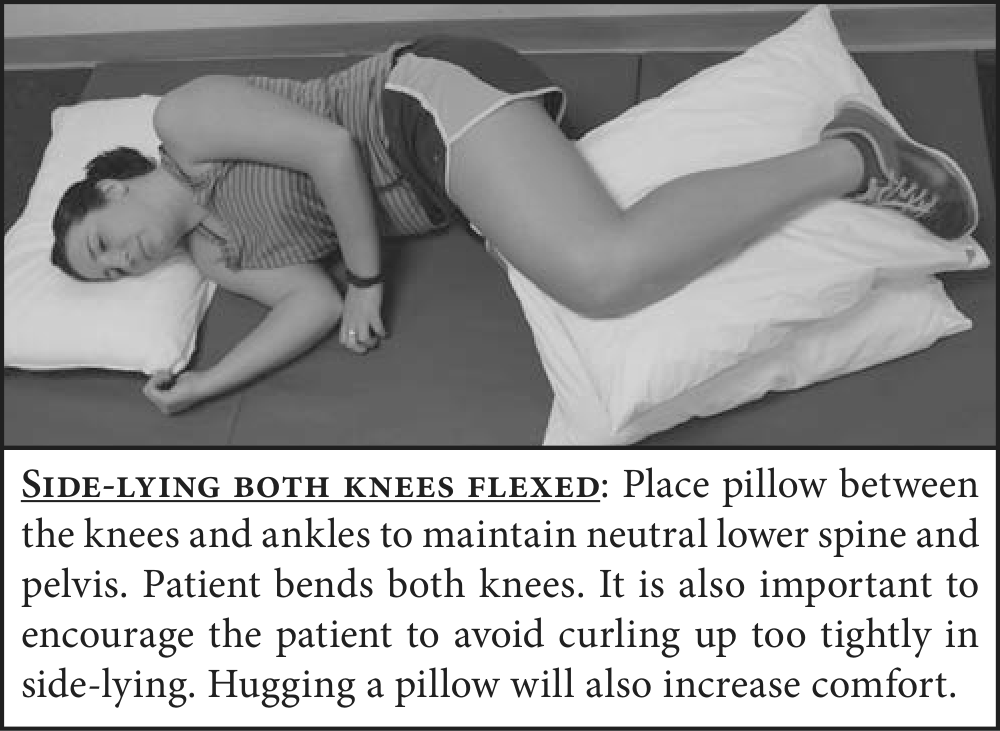 Side-lying both knees flexed: Place pillow between
the knees and ankles to maintain neutral lower spine and
pelvis. Patient bends both knees. It is also important to
encourage the patient to avoid curling up too tightly in
side-lying. Hugging a pillow will also increase comfort.